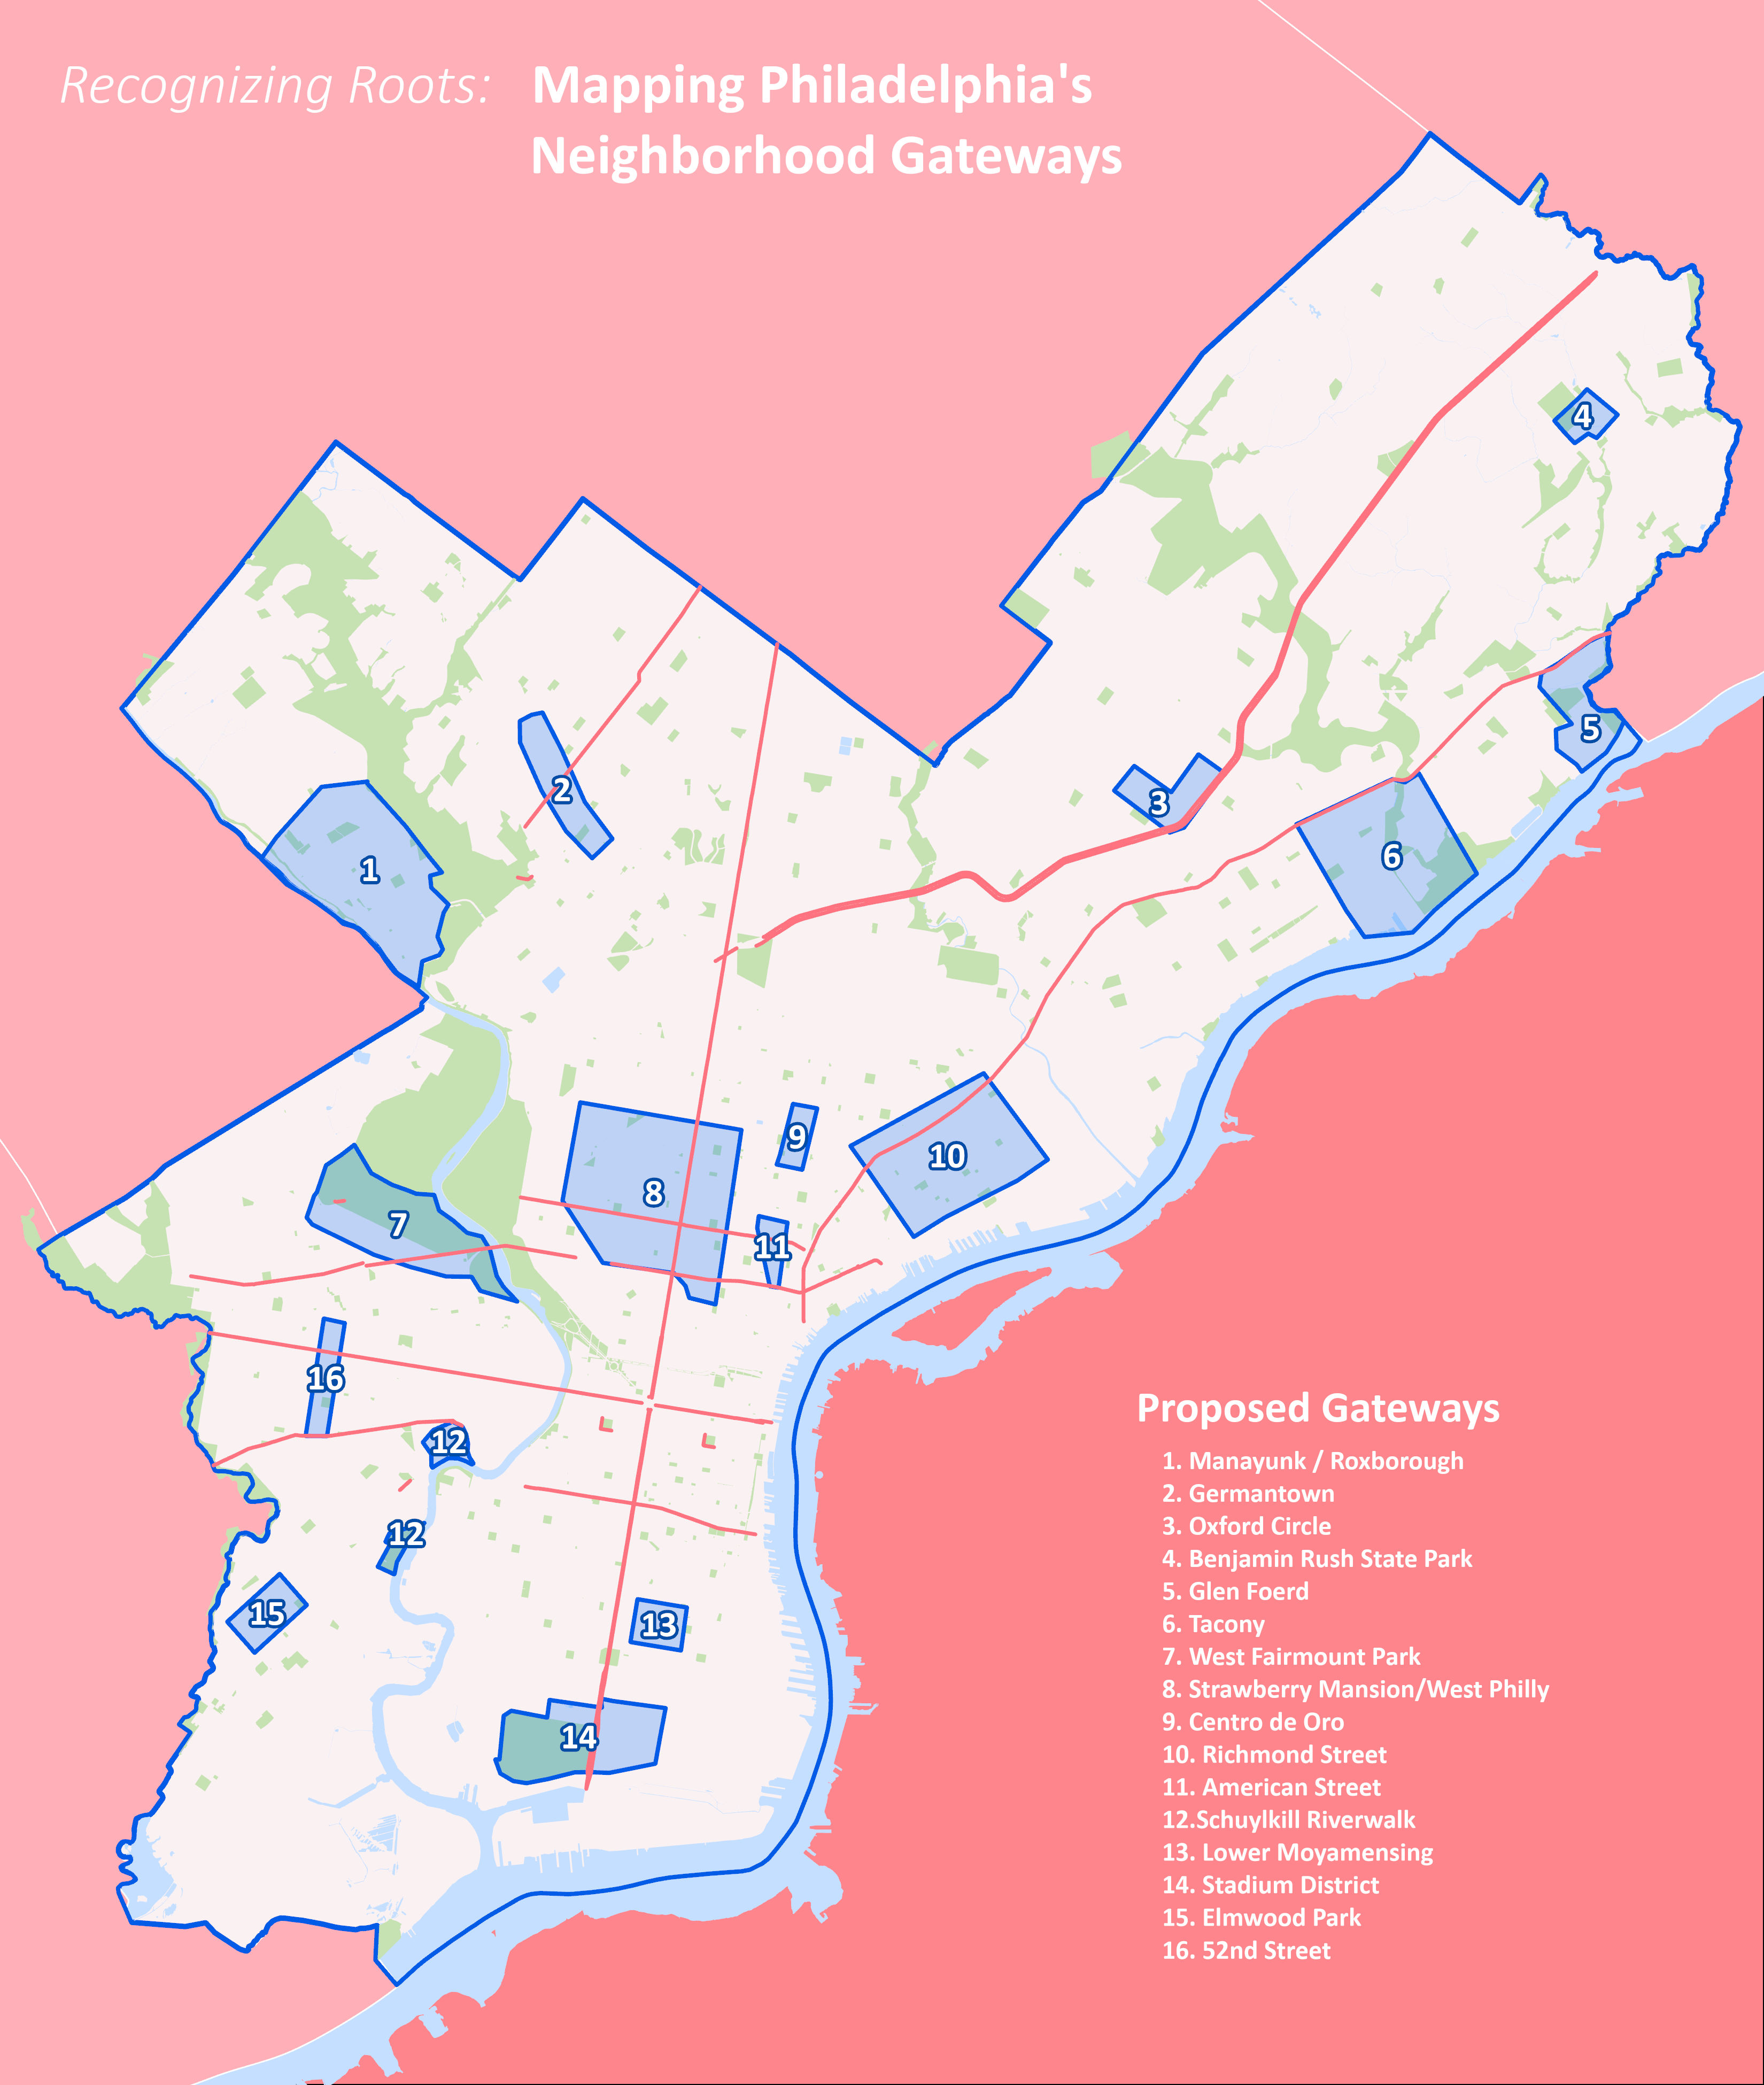 Recognizing Roots: Mapping Philadelphia's
Neighborhood Gateways
4
5
2
3
6
1
9
10
8
7
11
16
12
12
15
13
14
Proposed Gateways
1. Manayunk / Roxborough
2. Germantown
3. Oxford Circle
4. Benjamin Rush State Park
5. Glen Foerd
6. Tacony
7. West Fairmount Park
8. Strawberry Mansion/West Philly
9. Centro de Oro
10. Richmond Street
11. American Street
12.Schuylkill Riverwalk
13. Lower Moyamensing
14. Stadium District
15. Elmwood Park
16. 52nd Street